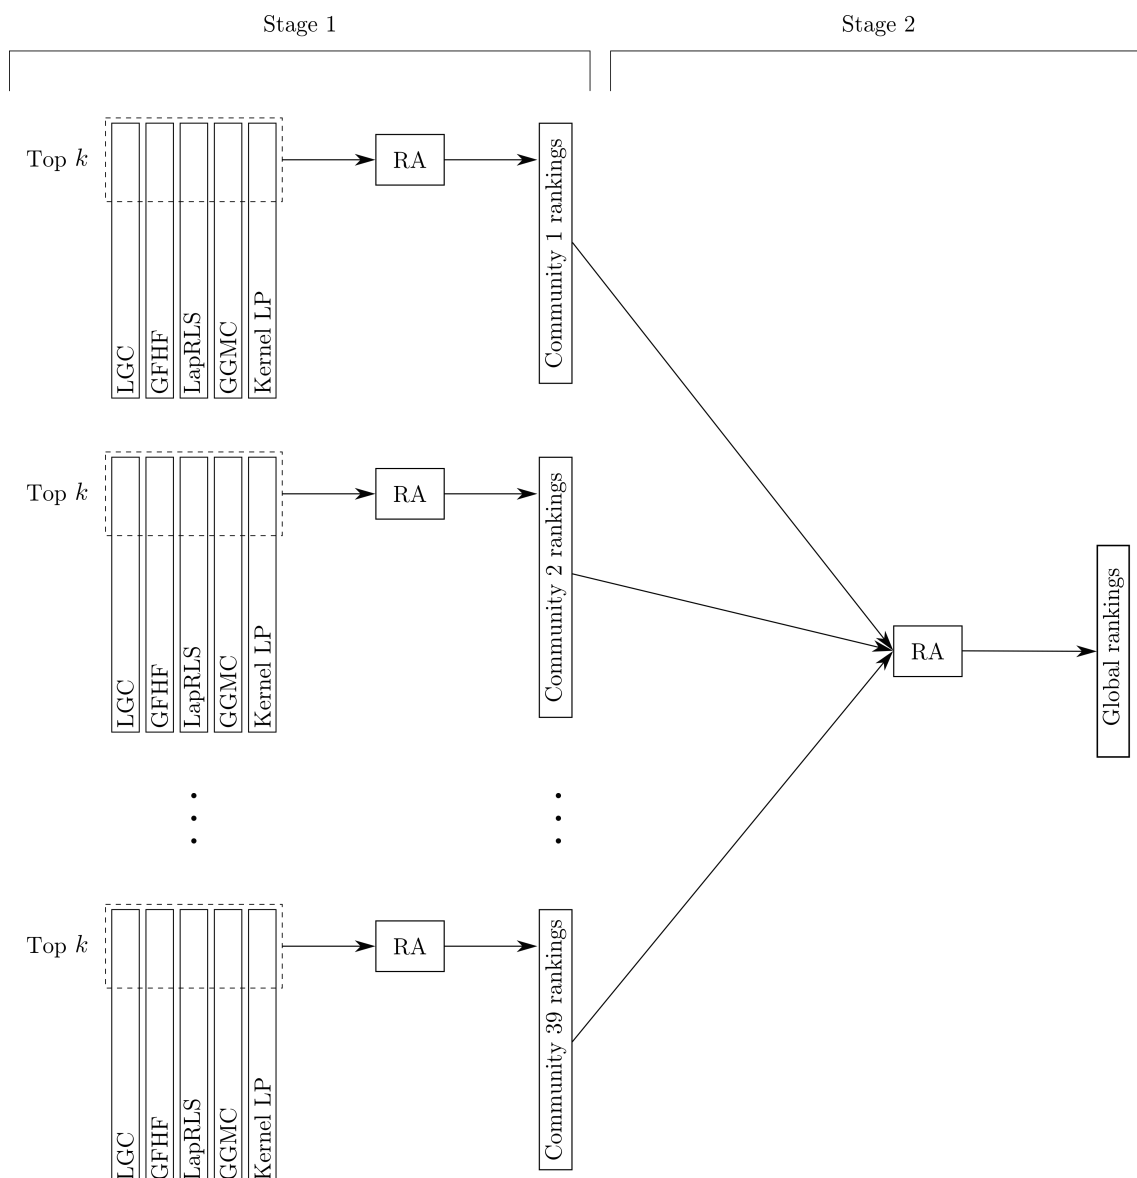 Stage 1
Stage 2
Top k
LGC
GFHF
LapRLS
GGMC
Kernel LP
RA
Community 1 rankings
Top k
LGC
GFHF
LapRLS
GGMC
Kernel LP
RA
Community 2 rankings
RA
Global rankings
Top k
LGC
GFHF
LapRLS
GGMC
Kernel LP
RA
Community 39 rankings